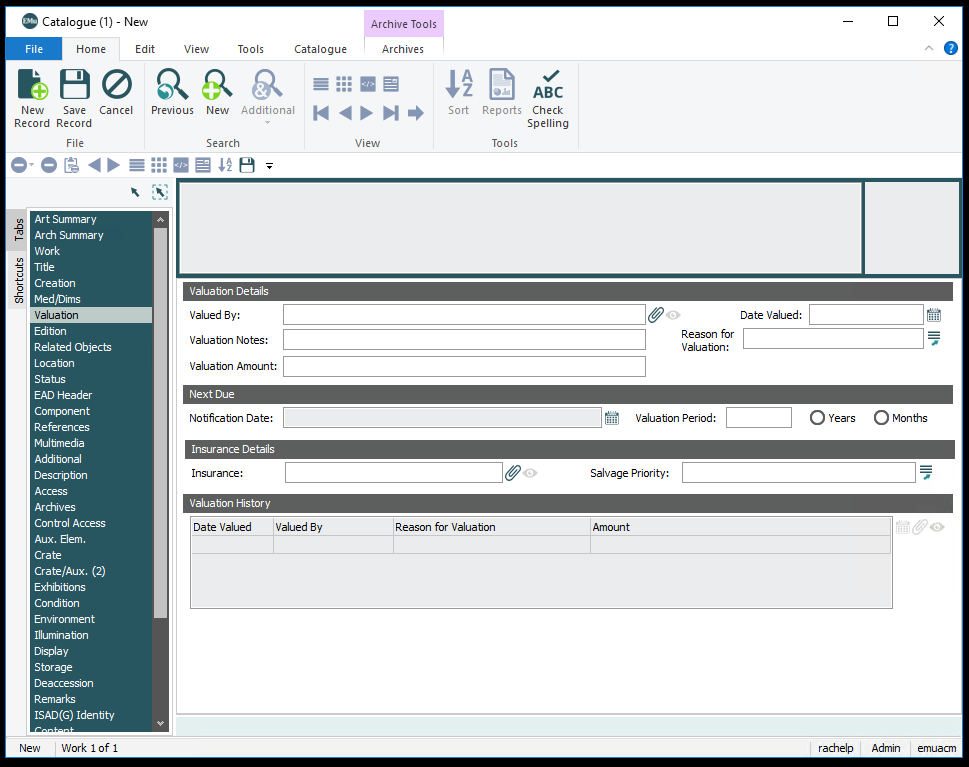 EMu Catalogue (1) - New
Archive Tools
File Home Edit View Tools Catalogue Archives
?
New Record
Save Record
Cancel
Previous
New
Additional
Sort
Reports
ABC
Check Spelling
File Search View Tools
Tabs
Shortcuts
Art Summary
Arch Summary
Work
Title
Creation
Med/Dims
Valuation
Edition
Related Objects
Location
Status
EAD Header
Component
References
Multimedia
Additional
Description
Access
Archives
Control Access
Aux. Elem.
Crate
Crate/Aux. (2)
Exhibitions
Condition
Environment
Illumination
Display
Storage
Deaccession
Remarks
ISAD(G) Identity
Content
Valuation Details
Valued By: Date Valued:
Valuation Notes: Reason for Valuation:
Valuation Amount:
Next Due
Notification Date: Valuation Period: Years Months
Insurance Details
Insurance: Salvage Priority:
Valuation History
Date Valued Valued By Reason for Valuation Amount
New Work 1 of 1 rachelp Admin emuacm